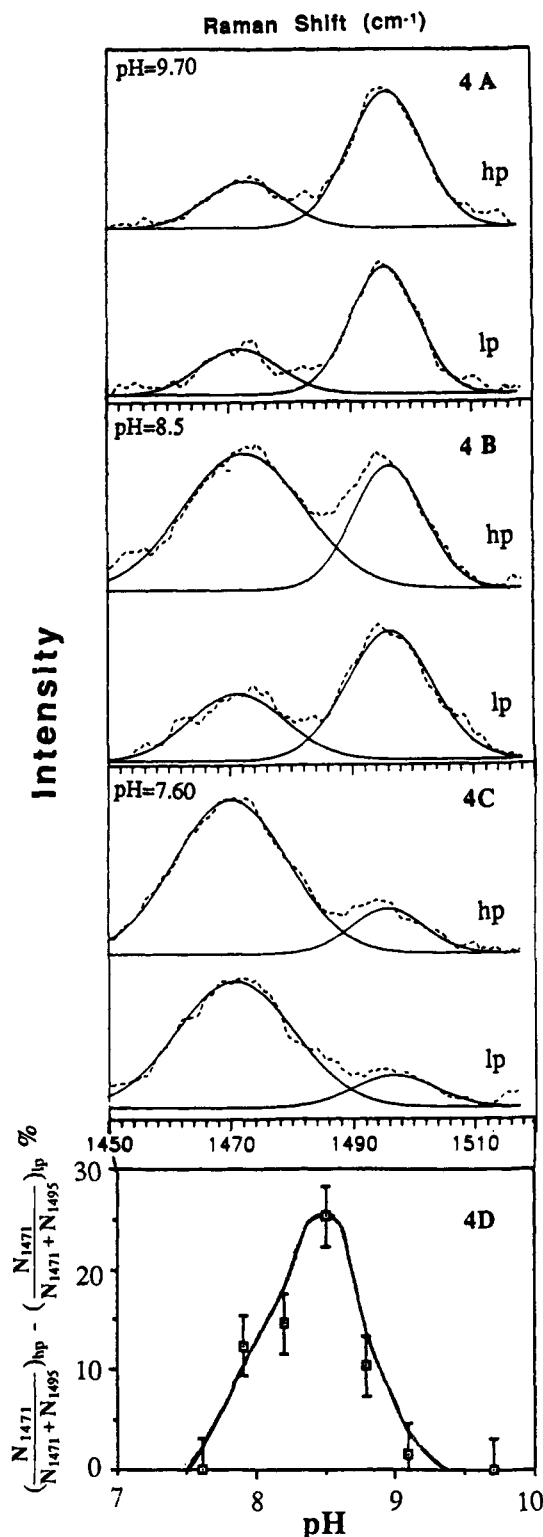 Raman Shift (cm-1)
pH=9.70
4 A
hp
lp
pH=8.5
4 B
hp
lp
pH=7.60
4C
hp
lp
Intensity
1450 1470 1490 1510
(N1471 / N1471 + N1495)hp - (N1471 / N1471 + N1495)lp %
4D
30
20
10
0
7 8 9 10
pH